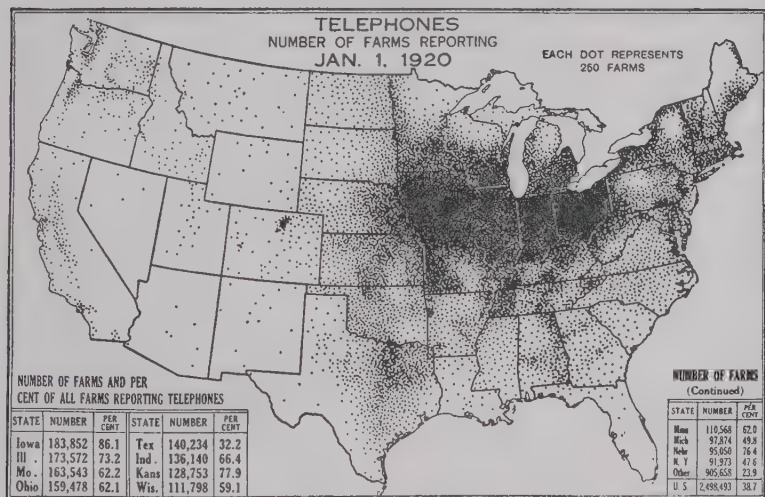 TELEPHONES
NUMBER OF FARMS REPORTING
JAN. 1, 1920
EACH DOT REPRESENTS
250 FARMS
NUMBER OF FARMS AND PER
CENT OF ALL FARMS REPORTING TELEPHONES
STATE NUMBER PER CENT STATE NUMBER PER CENT
Iowa 183,852 86.1 Tex 140,234 32.2
Ill. 173,572 73.2 Ind. 136,140 66.4
Mo. 163,543 62.2 Kans 128,753 77.9
Ohio 159,478 62.1 Wis. 111,798 59.1
NUMBER OF FARMS
(Continued)
STATE NUMBER PER CENT
Minn 110,568 62.0
Mich 97,874 49.8
Nebr 95,050 76.4
N. Y 91,973 47.6
Other 905,658 23.9
U. S. 2,498,493 38.7